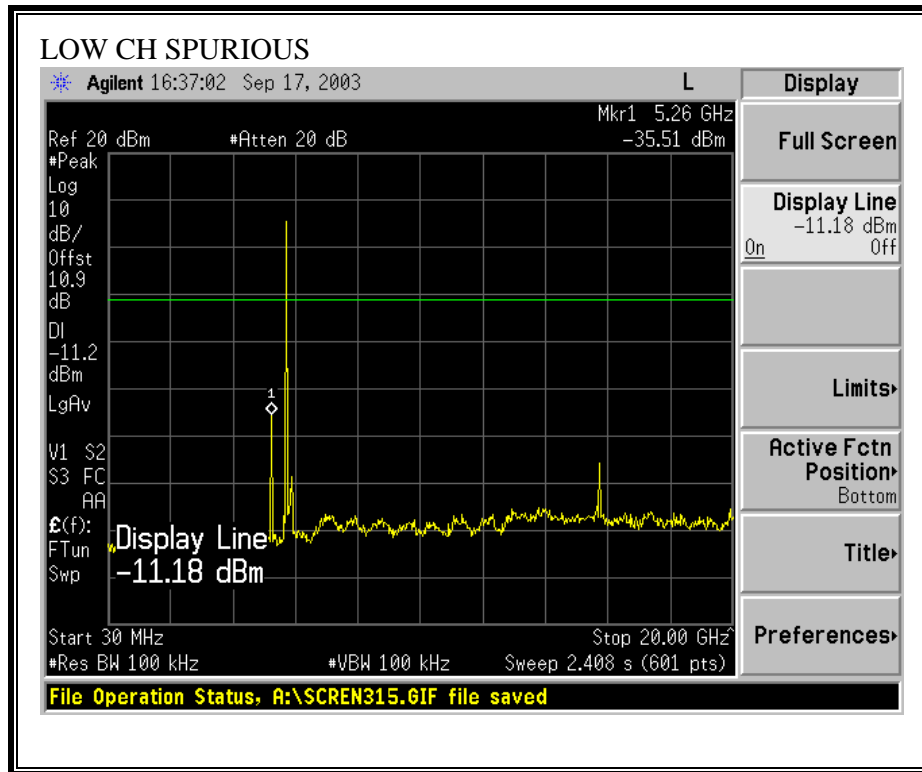 LOW CH SPURIOUS
Agilent 16:37:02 Sep 17, 2003 L
Mkr1 5.26 GHz
Ref 20 dBm #Atten 20 dB -35.51 dBm
#Peak
Log
10
dB/
Offst
10.9
dB
DI
-11.2
dBm
LgAv
1
V1 S2
S3 FC
AA
£(f):
FTun
Swp
Display Line
-11.18 dBm
Start 30 MHz Stop 20.00 GHz^
#Res BW 100 kHz #VBW 100 kHz Sweep 2.408 s (601 pts)
File Operation Status, A:\SCREN315.GIF file saved
Display
Full Screen
Display Line
-11.18 dBm
On Off
Limits
Active Fctn
Position
Bottom
Title
Preferences